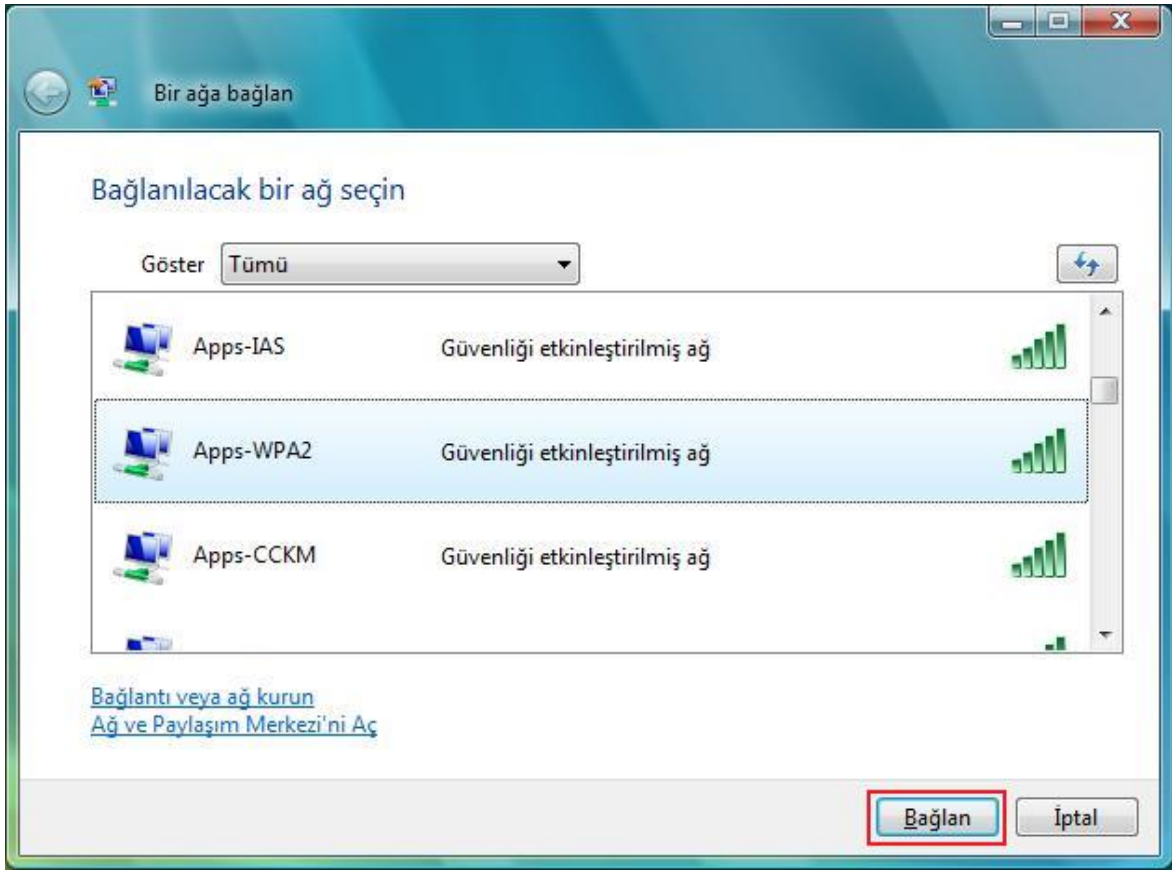 Bir ağa bağlan
Bağlanılacak bir ağ seçin
Göster Tümü
Apps-IAS Güvenliği etkinleştirilmiş ağ
Apps-WPA2 Güvenliği etkinleştirilmiş ağ
Apps-CCKM Güvenliği etkinleştirilmiş ağ
Bağlantı veya ağ kurun
Ağ ve Paylaşım Merkezi'ni Aç
Bağlan İptal